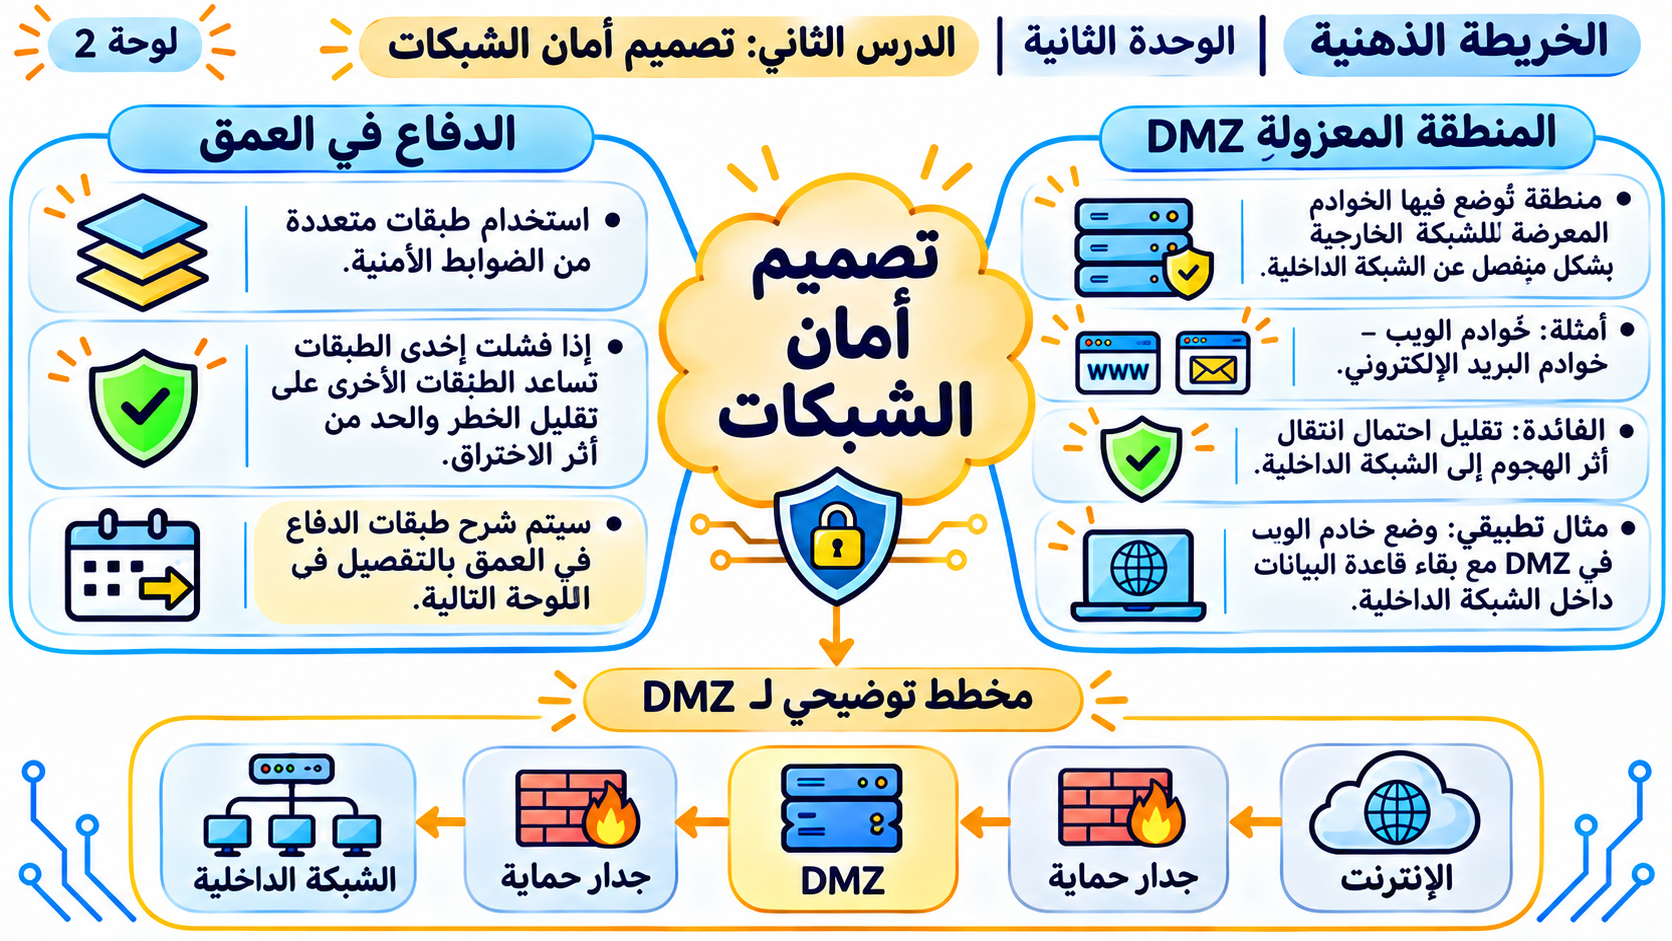 الخريطة الذهنية | الوحدة الثانية | الدرس الثاني: تصميم أمان الشبكات
لوحة 2
المنطقة المعزولة DMZ
• منطقة تُوضع فيها الخوادم
المعرضة للشبكة الخارجية
بشكل منفصل عن الشبكة الداخلية.
• أمثلة: خوادم الويب –
خوادم البريد الإلكتروني.
WWW
• الفائدة: تقليل احتمال انتقال
أثر الهجوم إلى الشبكة الداخلية.
• مثال تطبيقي: وضع خادم الويب
في DMZ مع بقاء قاعدة البيانات
داخل الشبكة الداخلية.
تصميم
أمان
الشبكات
الدفاع في العمق
• استخدام طبقات متعددة
من الضوابط الأمنية.
• إذا فشلت إحدى الطبقات
تساعد الطبقات الأخرى على
تقليل الخطر والحد من
أثر الاختراق.
• سيتم شرح طبقات الدفاع
في العمق بالتفصيل في
اللوحة التالية.
مخطط توضيحي لـ DMZ
الإنترنت
جدار حماية
DMZ
جدار حماية
الشبكة الداخلية